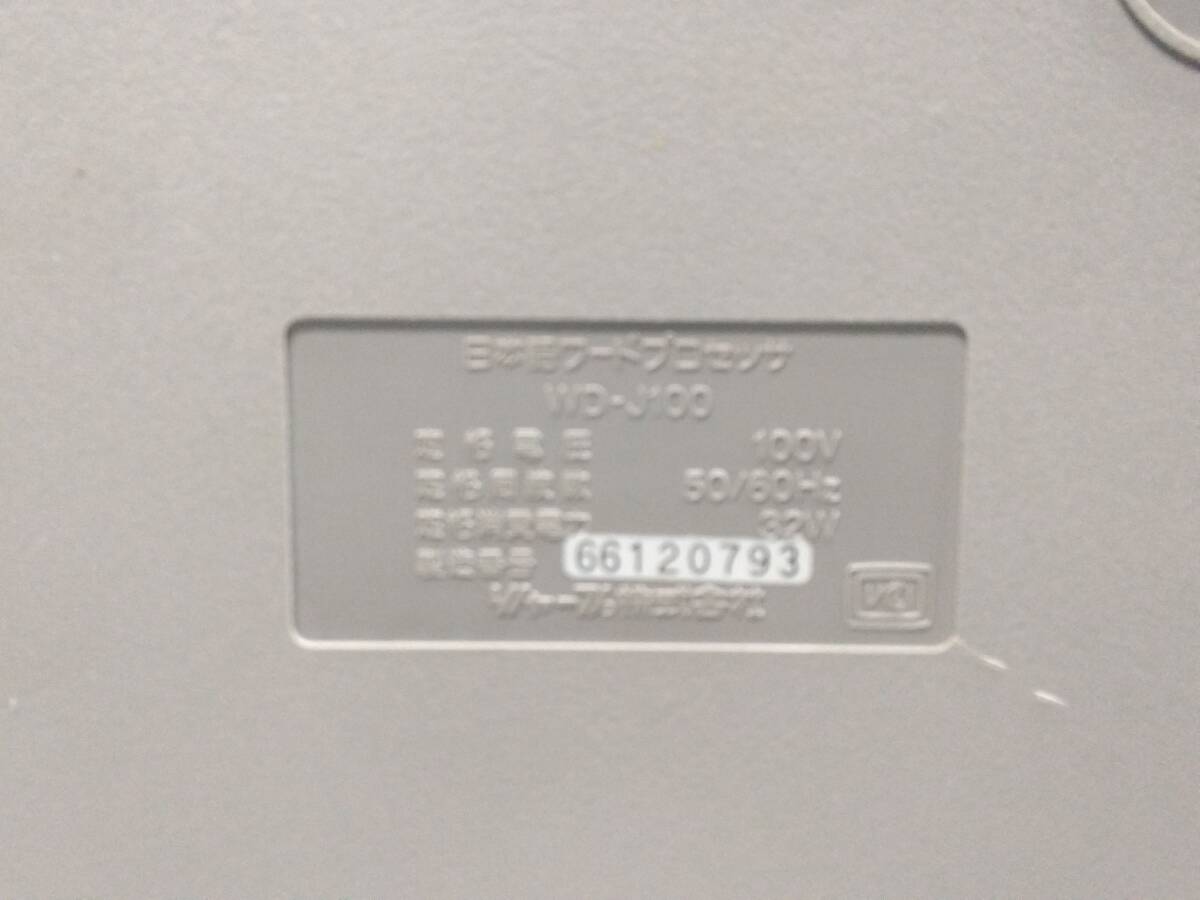 日本語ワードプロセッサ
WD-J100
定格電圧 100V
定格周波数 50/60Hz
定格消費電力 32W
製造番号 66120793
シャープ株式会社